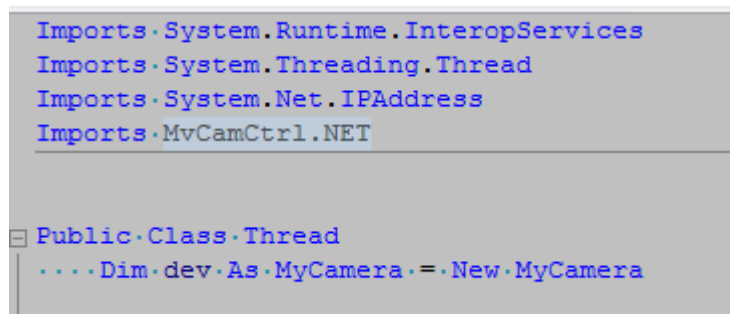 Imports System.Runtime.InteropServices
Imports System.Threading.Thread
Imports System.Net.IPAddress
Imports MvCamCtrl.NET
Public Class Thread
Dim dev As MyCamera = New MyCamera